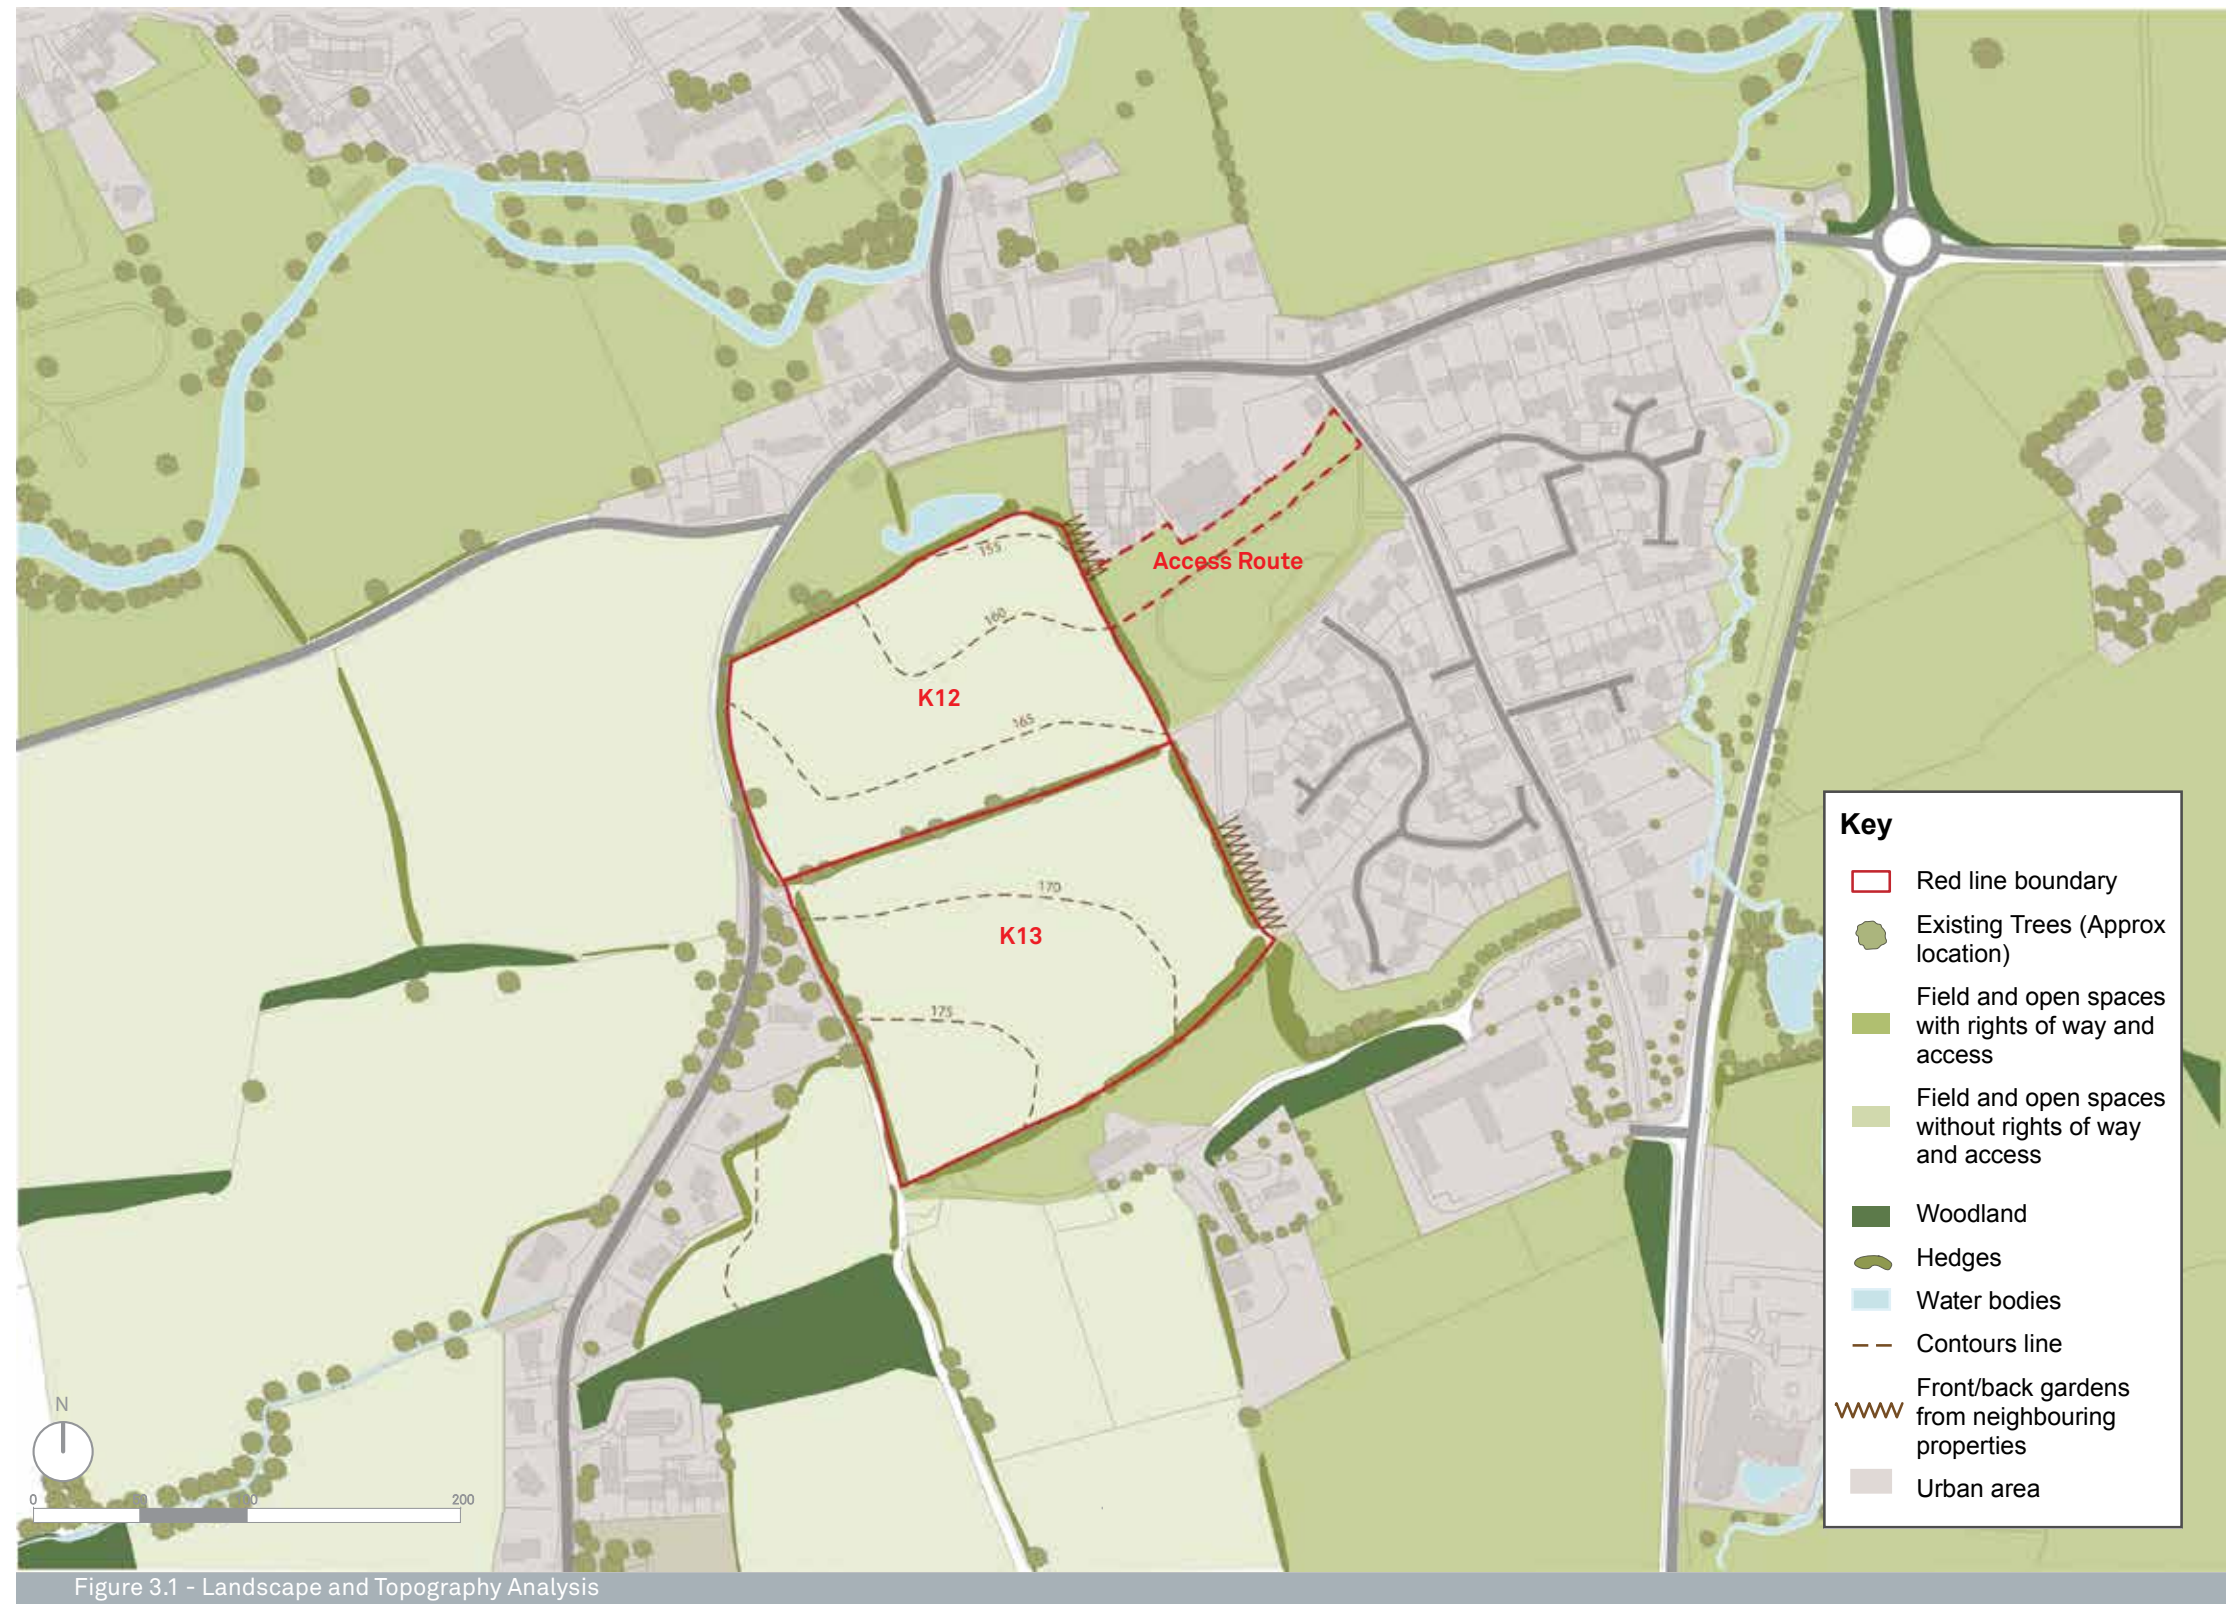 Access Route
155
160
K12
165
170
K13
175
Key
Red line boundary
Existing Trees (Approx
location)
Field and open spaces
with rights of way and
access
Field and open spaces
without rights of way
and access
Woodland
Hedges
Water bodies
Contours line
Front/back gardens
from neighbouring
properties
Urban area
N
0 200
Figure 3.1 - Landscape and Topography Analysis